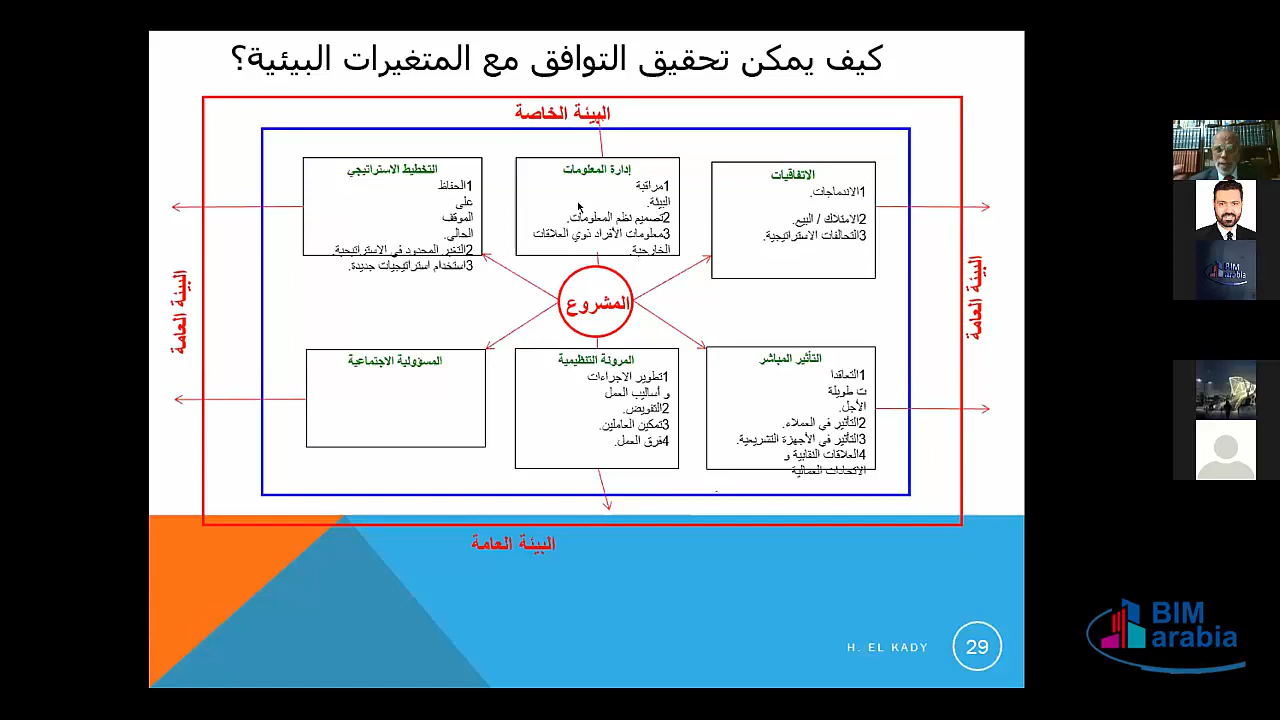 كيف يمكن تحقيق التوافق مع المتغيرات البيئية؟
البيئة الخاصة
الاتفاقيات
1الاندماجات.
2الامتلاك / البيع.
3التحالفات الاستراتيجية.
إدارة المعلومات
1مراقبة
البيئة.
2تصميم نظم المعلومات.
3معلومات الأفراد ذوي العلاقات
الخارجية.
التخطيط الاستراتيجي
1الحفاظ
على
الموقف
الحالى.
2التغير المحدود في الاستراتيجية.
3استخدام استراتيجيات جديدة.
البيئة العامة
المشروع
البيئة العامة
التأثير المباشر
1التعاقدا
ت طويلة
الأجل.
2التأثير في العملاء.
3التأثير في الأجهزة التشريعية.
4العلاقات النقابية و
الاتحادات العمالية
المرونة التنظيمية
1تطوير الاجراءات
و أساليب العمل
2التفويض.
3تمكين العاملين.
4فرق العمل.
المسؤولية الاجتماعية
البيئة العامة
H. EL KADY
29
BIM
arabia
BIM
arabia